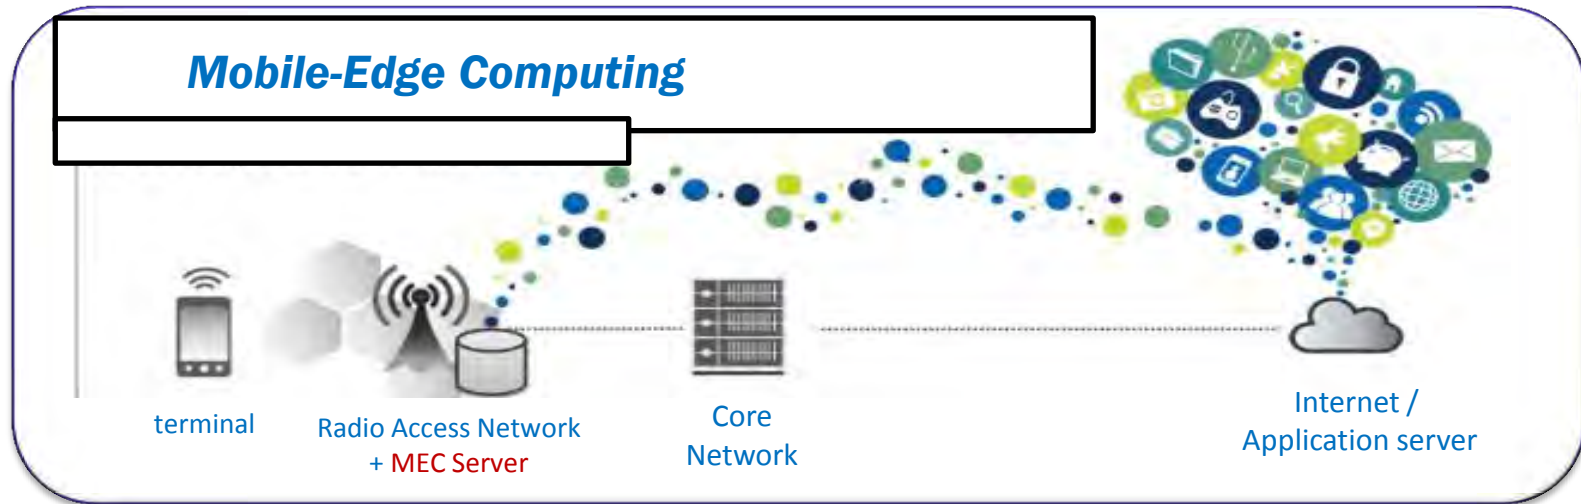 Mobile-Edge Computing
terminal
Radio Access Network
+ MEC Server
Core
Network
Internet /
Application server